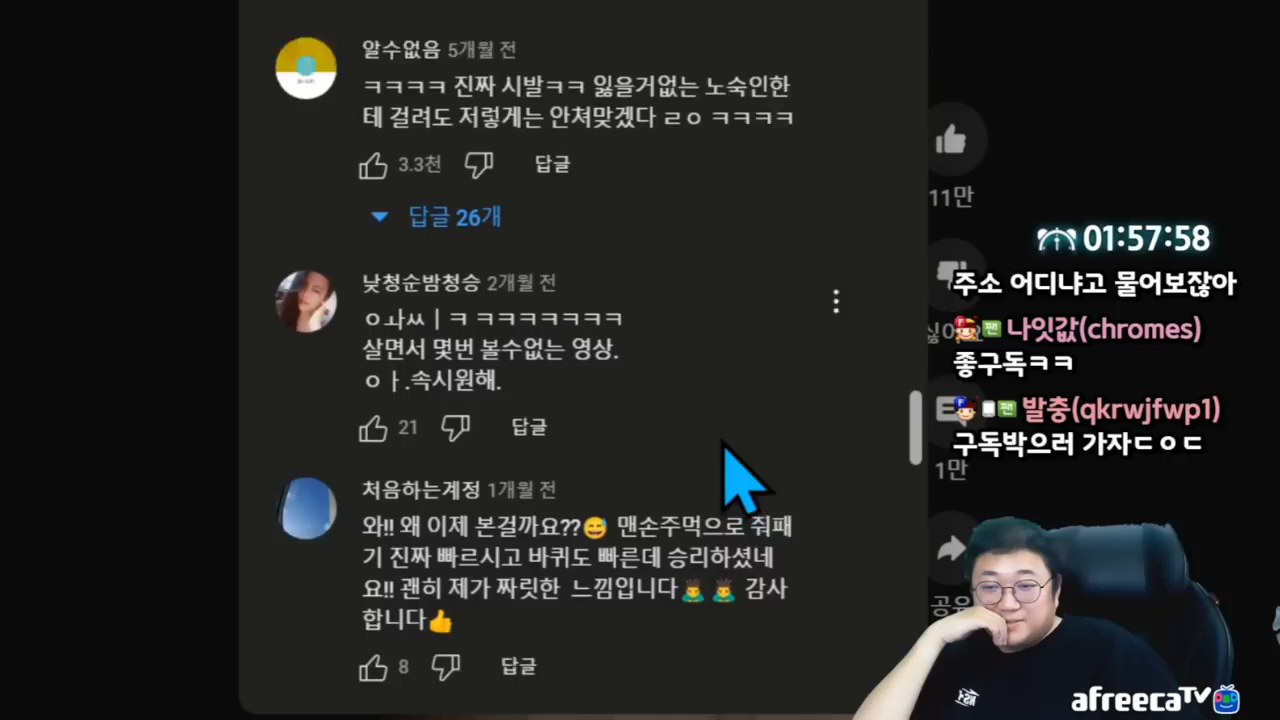 알수없음 5개월 전
ㅋㅋㅋㅋ 진짜 시발ㅋㅋ 잃을거없는 노숙인한
테 걸려도 저렇게는 안쳐맞겠다 ㄹㅇ ㅋㅋㅋㅋ
3.3천 답글
답글 26개
낮청순밤청승 2개월 전
ㅇㅘㅆㅣㅋ ㅋㅋㅋㅋㅋㅋㅋ
살면서 몇번 볼수없는 영상.
ㅇㅏ.속시원해.
21 답글
처음하는계정 1개월 전
와!! 왜 이제 본걸까요??😅 맨손주먹으로 줘패
기 진짜 빠르시고 바퀴도 빠른데 승리하셨네
요!! 괜히 제가 짜릿한 느낌입니다🙇‍♂️ 🙇‍♂️ 감사
합니다👍
8 답글
11만
1만
공유
01:57:58
주소 어디냐고 물어보잖아
팬 나잇값(chromes)
좋구독ㅋㅋ
팬 발충(qkrwjfwp1)
구독박으러 가자ㄷㅇㄷ
afreecaTV